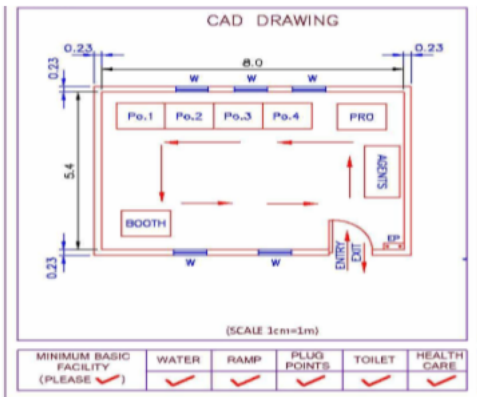 CAD DRAWING
0.23
8.0
0.23
0.23
W
W
W
Po.1
Po.2
Po.3
Po.4
PRO
5.4
AGENTS
BOOTH
EP
ENTRY
EXIT
0.23
W
W
(SCALE 1cm=1m)
MINIMUM BASIC
FACILITY
(PLEASE ✓)
WATER
RAMP
PLUG
POINTS
TOILET
HEALTH
CARE